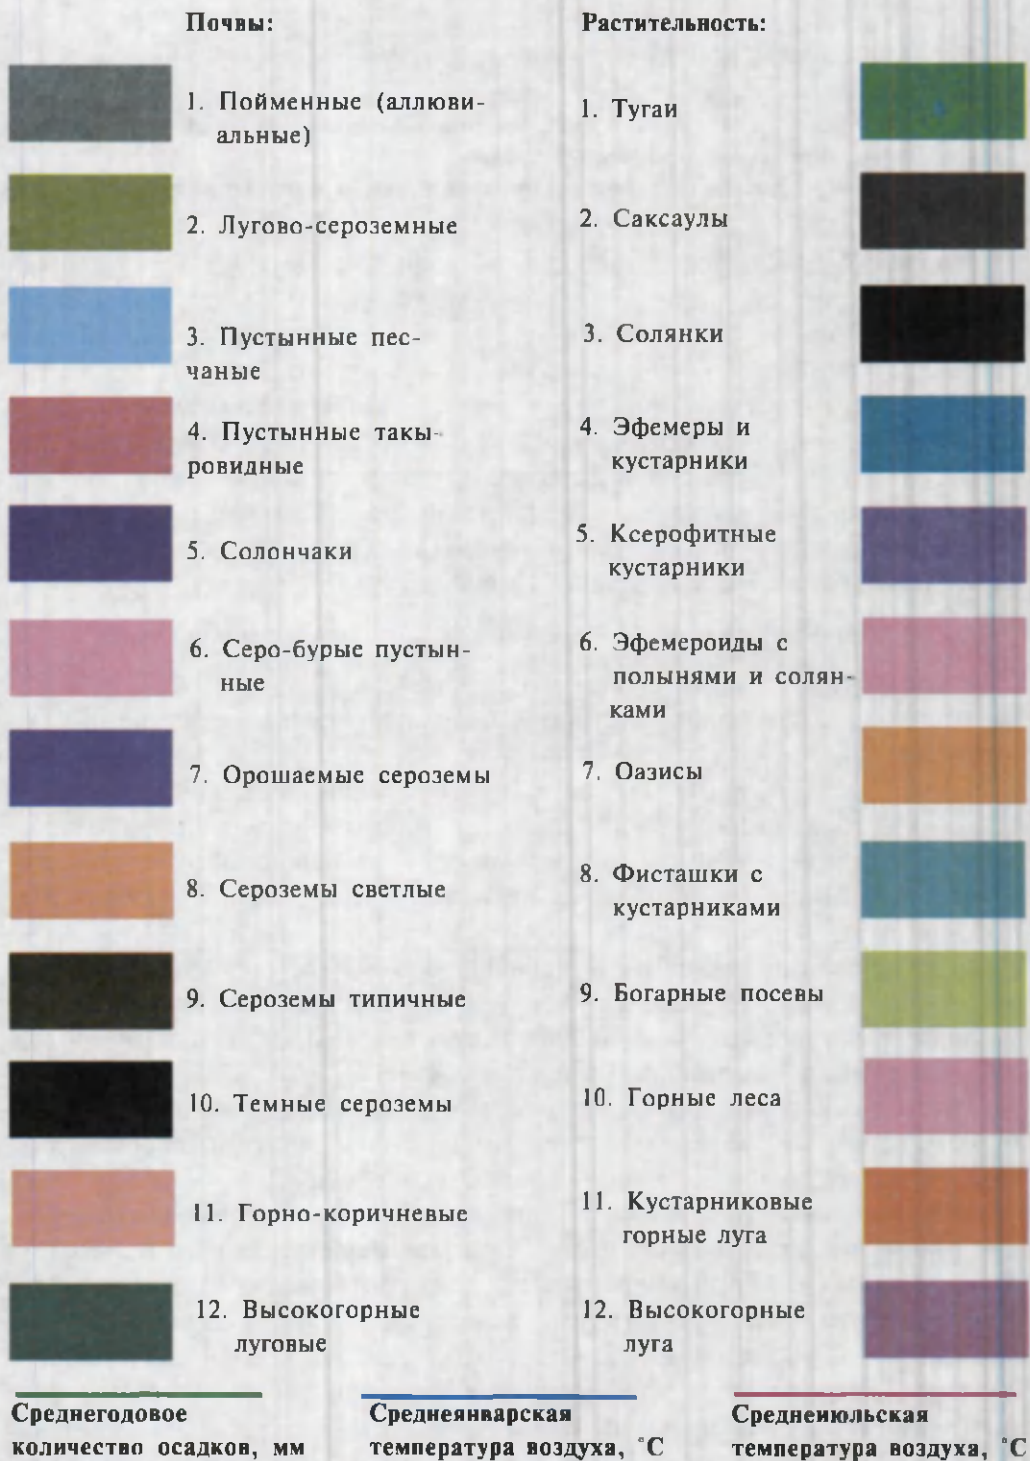 Почвы:
1. Пойменные (аллюви-
альные)
2. Лугово-сероземные
3. Пустынные пес-
чаные
4. Пустынные такы-
ровидные
5. Солончаки
6. Серо-бурые пустын-
ные
7. Орошаемые сероземы
8. Сероземы светлые
9. Сероземы типичные
10. Темные сероземы
11. Горно-коричневые
12. Высокогорные
луговые
Растительность:
1. Тугаи
2. Саксаулы
3. Солянки
4. Эфемеры и
кустарники
5. Ксерофитные
кустарники
6. Эфемероиды с
полынями и солян-
ками
7. Оазисы
8. Фисташки с
кустарниками
9. Богарные посевы
10. Горные леса
11. Кустарниковые
горные луга
12. Высокогорные
луга
Среднегодовое
количество осадков, мм
Среднеянварская
температура воздуха, °С
Среднеиюльская
температура воздуха, °С